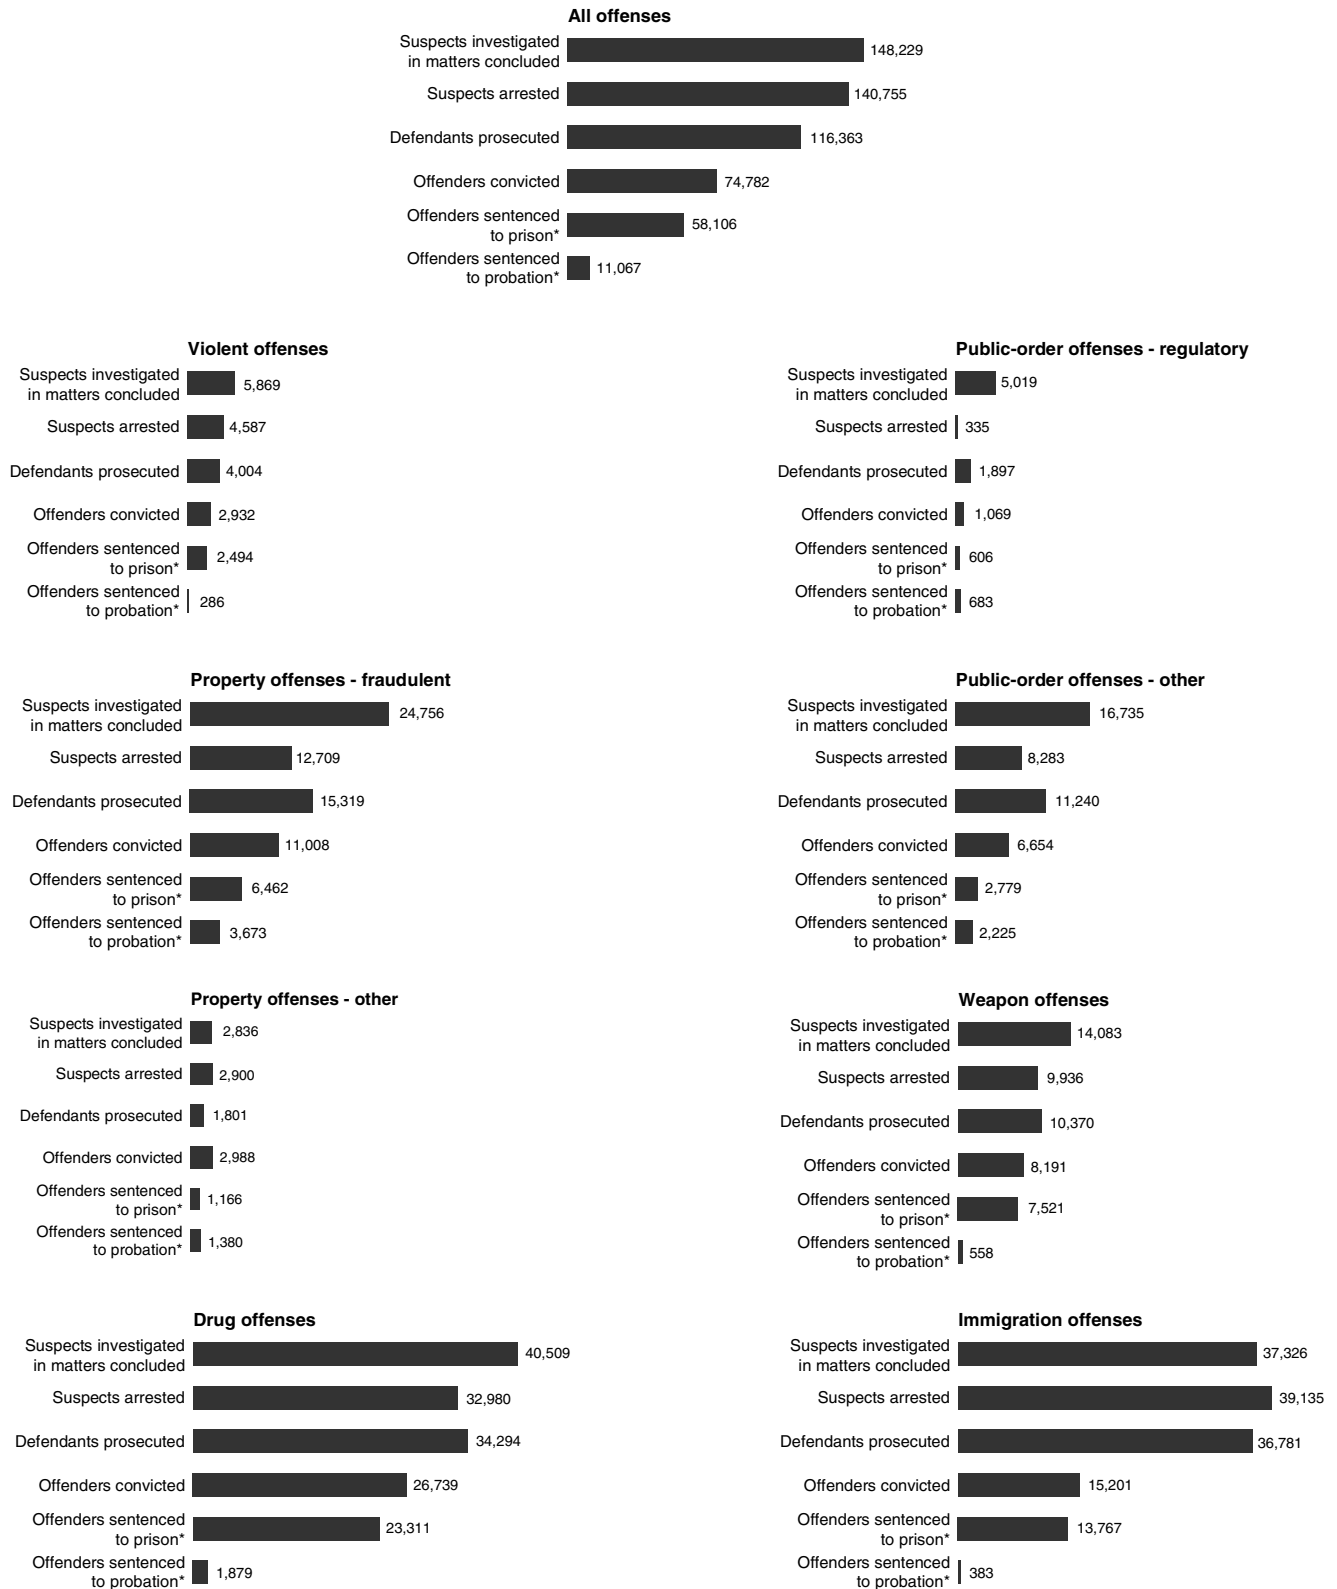 All offenses
Suspects investigated
in matters concluded
148,229
Suspects arrested
140,755
Defendants prosecuted
116,363
Offenders convicted
74,782
Offenders sentenced
to prison*
58,106
Offenders sentenced
to probation*
11,067
Violent offenses
Suspects investigated
in matters concluded
5,869
Suspects arrested
4,587
Defendants prosecuted
4,004
Offenders convicted
2,932
Offenders sentenced
to prison*
2,494
Offenders sentenced
to probation*
286
Public-order offenses - regulatory
Suspects investigated
in matters concluded
5,019
Suspects arrested
335
Defendants prosecuted
1,897
Offenders convicted
1,069
Offenders sentenced
to prison*
606
Offenders sentenced
to probation*
683
Property offenses - fraudulent
Suspects investigated
in matters concluded
24,756
Suspects arrested
12,709
Defendants prosecuted
15,319
Offenders convicted
11,008
Offenders sentenced
to prison*
6,462
Offenders sentenced
to probation*
3,673
Public-order offenses - other
Suspects investigated
in matters concluded
16,735
Suspects arrested
8,283
Defendants prosecuted
11,240
Offenders convicted
6,654
Offenders sentenced
to prison*
2,779
Offenders sentenced
to probation*
2,225
Property offenses - other
Suspects investigated
in matters concluded
2,836
Suspects arrested
2,900
Defendants prosecuted
1,801
Offenders convicted
2,988
Offenders sentenced
to prison*
1,166
Offenders sentenced
to probation*
1,380
Weapon offenses
Suspects investigated
in matters concluded
14,083
Suspects arrested
9,936
Defendants prosecuted
10,370
Offenders convicted
8,191
Offenders sentenced
to prison*
7,521
Offenders sentenced
to probation*
558
Drug offenses
Suspects investigated
in matters concluded
40,509
Suspects arrested
32,980
Defendants prosecuted
34,294
Offenders convicted
26,739
Offenders sentenced
to prison*
23,311
Offenders sentenced
to probation*
1,879
Immigration offenses
Suspects investigated
in matters concluded
37,326
Suspects arrested
39,135
Defendants prosecuted
36,781
Offenders convicted
15,201
Offenders sentenced
to prison*
13,767
Offenders sentenced
to probation*
383